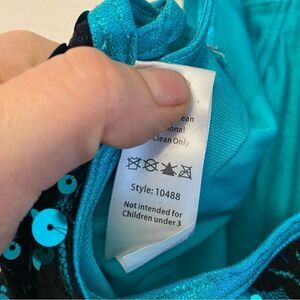 Clean Only
Style: 10488
Not intended for
Children under 3